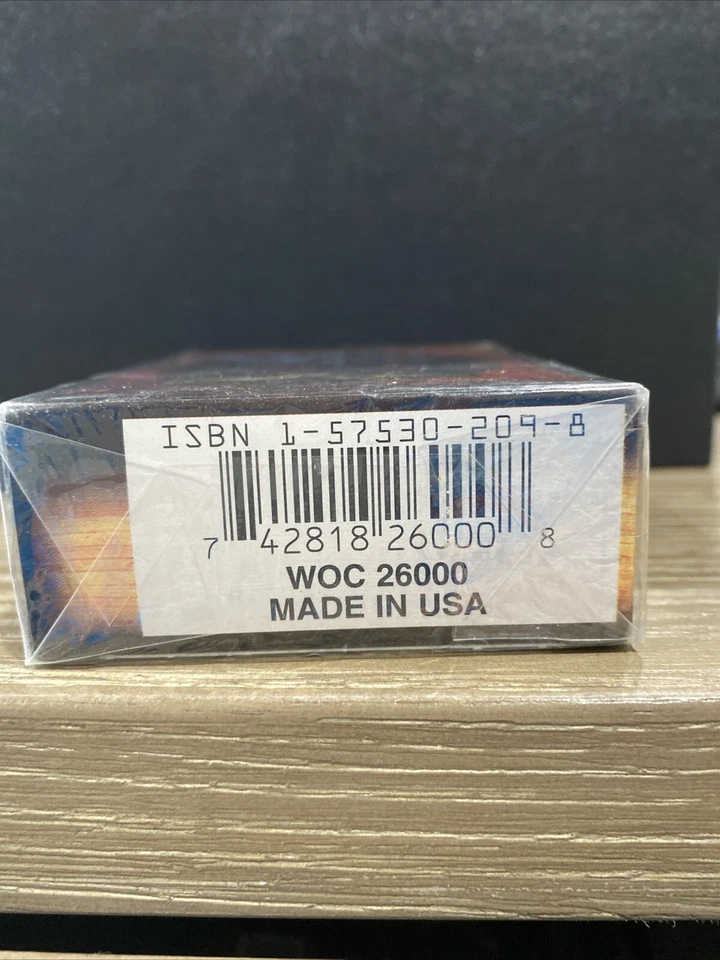 ISBN 1-57530-209-8
7 42818 26000 8
WOC 26000
MADE IN USA